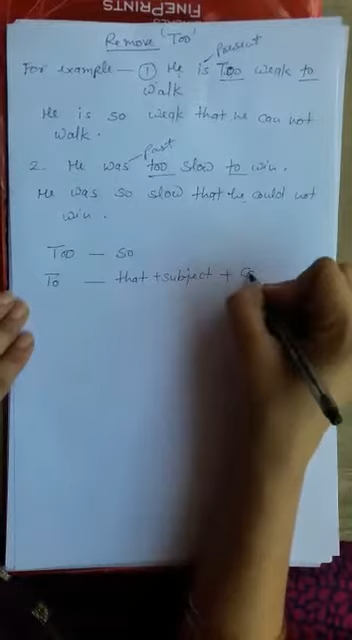 FINEPRINTS
Remove 'Too'
present
For example — ① He is Too weak to
walk
He is so weak that he can not
walk.
past
2. He was too slow to win.
He was so slow that he could not
win.
Too — so
To — that + subject +